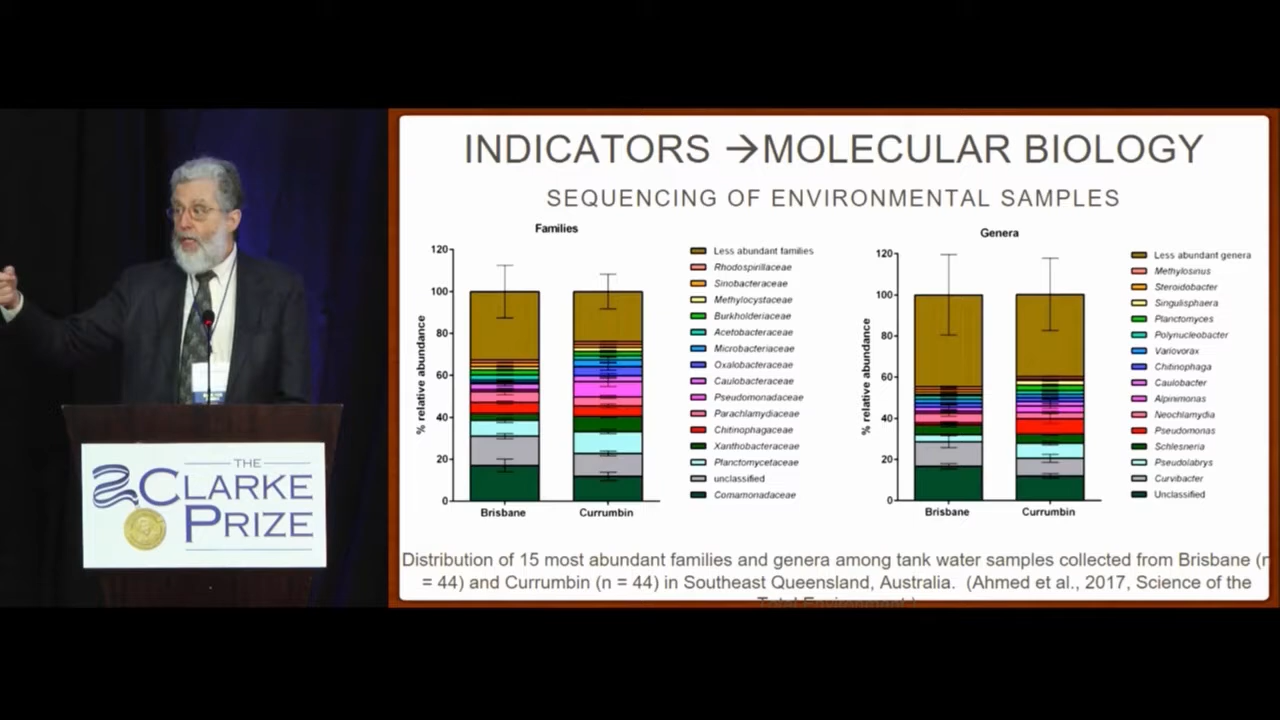 INDICATORS →MOLECULAR BIOLOGY
SEQUENCING OF ENVIRONMENTAL SAMPLES
Families
120
100
80
60
40
20
0
% relative abundance
Brisbane
Currumbin
Less abundant families
Rhodospirillaceae
Sinobacteraceae
Methylocystaceae
Burkholderiaceae
Acetobacteraceae
Microbacteriaceae
Oxalobacteraceae
Caulobacteraceae
Pseudomonadaceae
Parachlamydiaceae
Chitinophagaceae
Xanthobacteraceae
Planctomycetaceae
unclassified
Comamonadaceae
Genera
120
100
80
60
40
20
0
% relative abundance
Brisbane
Currumbin
Less abundant genera
Methylosinus
Steroidobacter
Singulisphaera
Planctomyces
Polynucleobacter
Variovorax
Chitinophaga
Caulobacter
Alpinimonas
Neochlamydia
Pseudomonas
Schlesneria
Pseudolabrys
Curvibacter
Unclassified
Distribution of 15 most abundant families and genera among tank water samples collected from Brisbane (n
= 44) and Currumbin (n = 44) in Southeast Queensland, Australia. (Ahmed et al., 2017, Science of the
Total Environment.)
THE
CLARKE
PRIZE